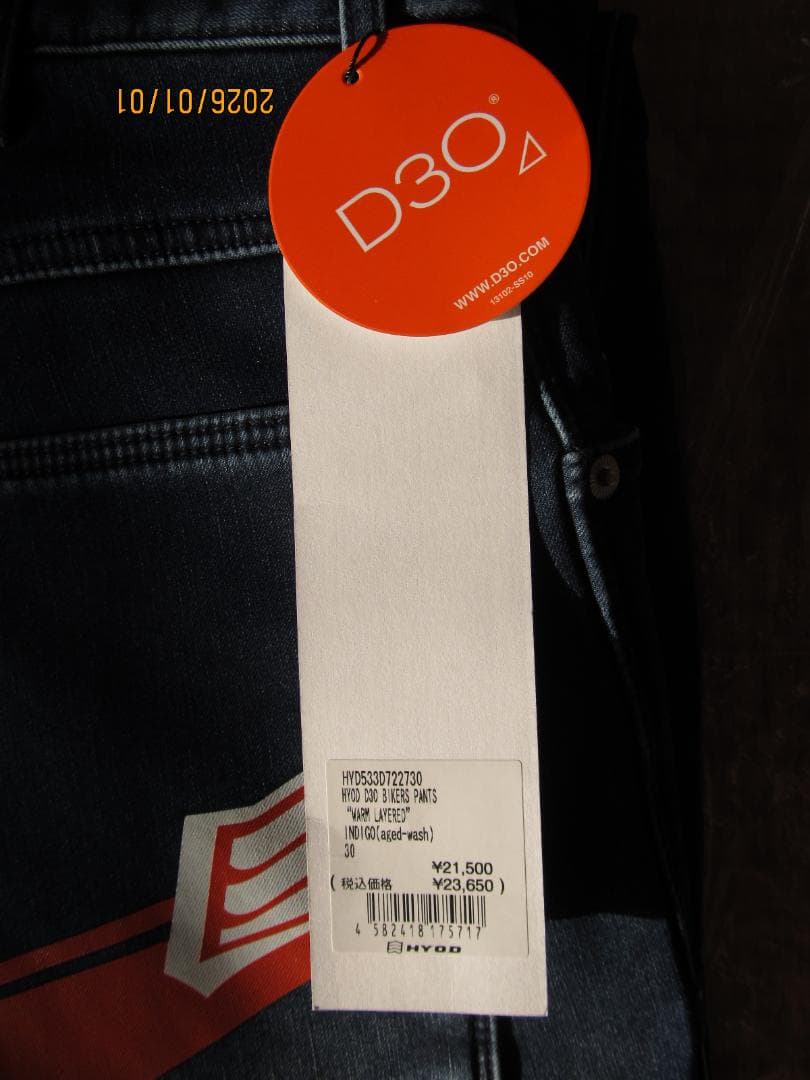 2026/01/01
D3O®
WWW.D3O.COM
13102-SS10
HYD533D722730
HYOD D3O BIKERS PANTS
"WARM LAYERED"
INDIGO(aged-wash)
30
¥21,500
( 税込価格 ¥23,650 )
4 582418 175717
HYOD